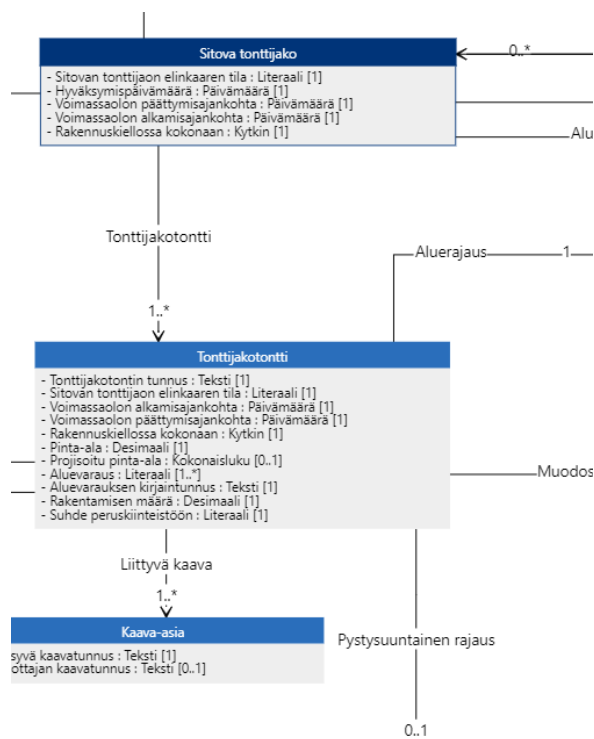 Sitova tonttijako
0..*
- Sitovan tonttijaon elinkaaren tila : Literaali [1]
- Hyväksymispäivämäärä : Päivämäärä [1]
- Voimassaolon päättymisajankohta : Päivämäärä [1]
- Voimassaolon alkamisajankohta : Päivämäärä [1]
- Rakennuskiellossa kokonaan : Kytkin [1]
Alu
Tonttijakotontti
Aluerajaus
1
1..*
Tonttijakotontti
- Tonttijakotontin tunnus : Teksti [1]
- Sitovan tonttijaon elinkaaren tila : Literaali [1]
- Voimassaolon alkamisajankohta : Päivämäärä [1]
- Voimassaolon päättymisajankohta : Päivämäärä [1]
- Rakennuskiellossa kokonaan : Kytkin [1]
- Pinta-ala : Desimaali [1]
- Projisoitu pinta-ala : Kokonaisluku [0..1]
- Aluevaraus : Literaali [1..*]
- Aluevarauksen kirjaintunnus : Teksti [1]
- Rakentamisen määrä : Desimaali [1]
- Suhde peruskiinteistöön : Literaali [1]
Muodos
Liittyvä kaava
1..*
Kaava-asia
syvä kaavatunnus : Teksti [1]
ottajan kaavatunnus : Teksti [0..1]
Pystysuuntainen rajaus
0..1